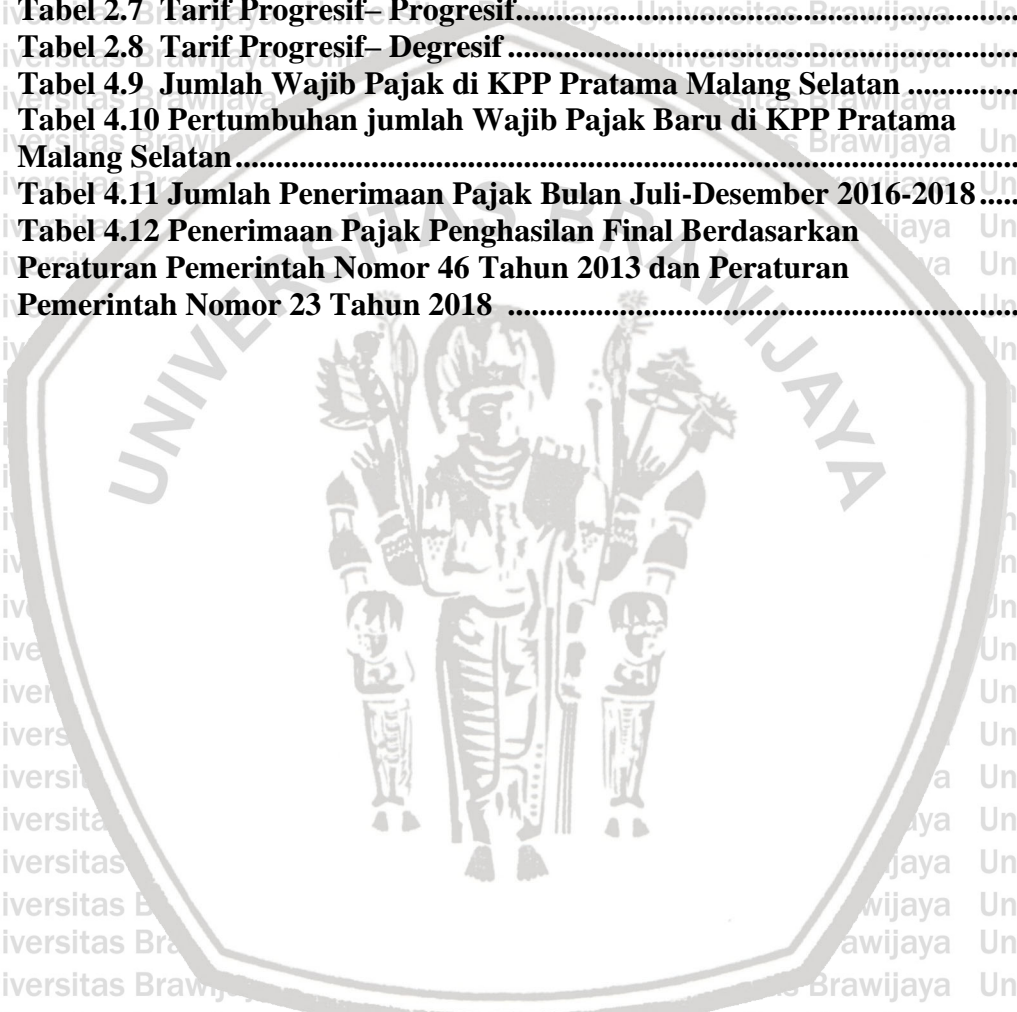 Tabel 2.7 Tarif Progresif– Progresif..........................................................
Tabel 2.8 Tarif Progresif– Degresif ..........................................................
Tabel 4.9 Jumlah Wajib Pajak di KPP Pratama Malang Selatan ..............
Tabel 4.10 Pertumbuhan jumlah Wajib Pajak Baru di KPP Pratama
Malang Selatan..........................................................................................
Tabel 4.11 Jumlah Penerimaan Pajak Bulan Juli-Desember 2016-2018.....
Tabel 4.12 Penerimaan Pajak Penghasilan Final Berdasarkan
Peraturan Pemerintah Nomor 46 Tahun 2013 dan Peraturan
Pemerintah Nomor 23 Tahun 2018 ..........................................................
UNIVERSITAS BRAWIJAYA